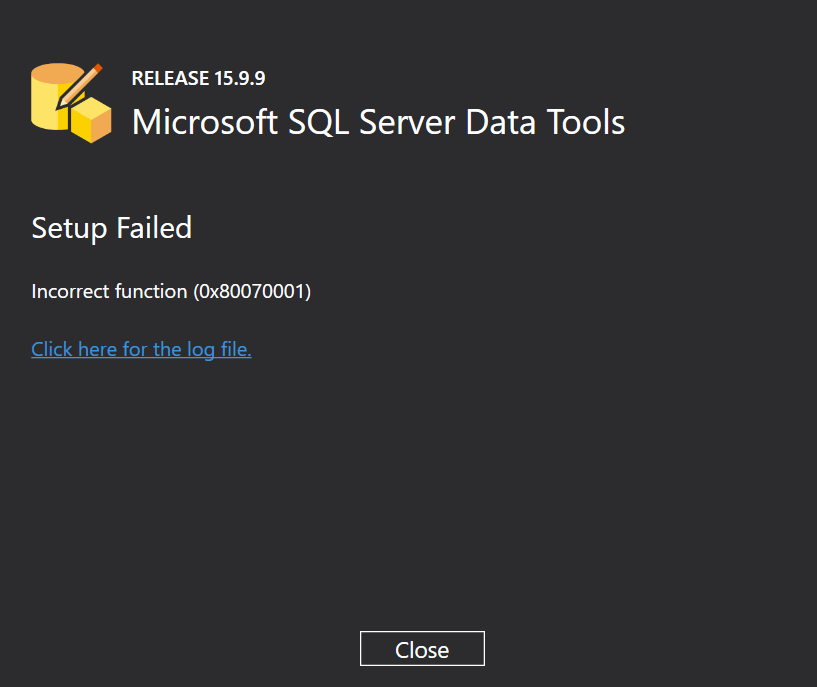 RELEASE 15.9.9
Microsoft SQL Server Data Tools
Setup Failed
Incorrect function (0x80070001)
Click here for the log file.
Close